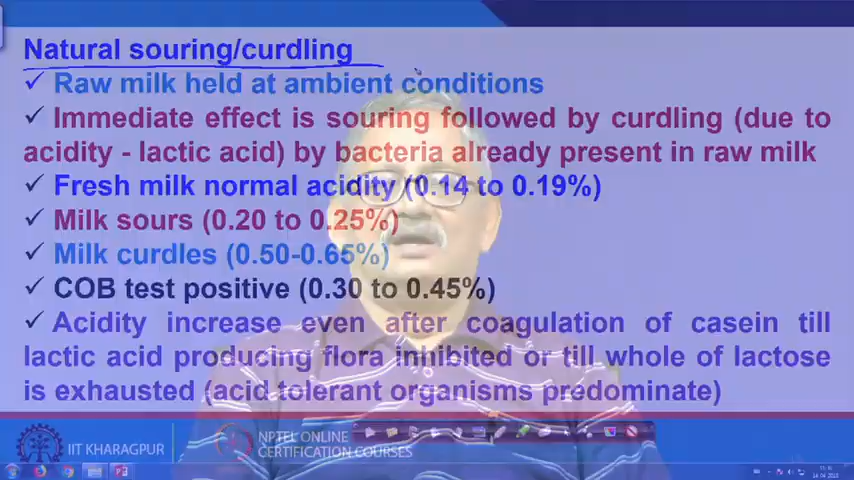 Natural souring/curdling
✓ Raw milk held at ambient conditions
✓ Immediate effect is souring followed by curdling (due to
acidity - lactic acid) by bacteria already present in raw milk
✓ Fresh milk normal acidity (0.14 to 0.19%)
✓ Milk sours (0.20 to 0.25%)
✓ Milk curdles (0.50-0.65%)
✓ COB test positive (0.30 to 0.45%)
✓ Acidity increase even after coagulation of casein till
lactic acid producing flora inhibited or till whole of lactose
is exhausted (acid tolerant organisms predominate)
IIT KHARAGPUR
NPTEL ONLINE
CERTIFICATION COURSES